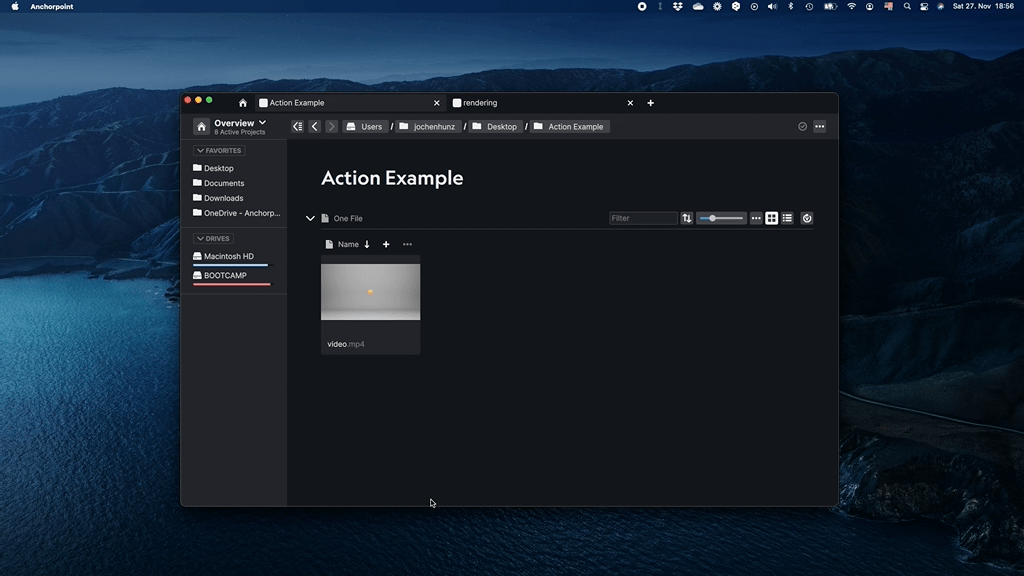 Anchorpoint
Sat 27. Nov 18:56
Action Example
rendering
Overview
8 Active Projects
Users / jochenhunz / Desktop / Action Example
FAVORITES
Desktop
Documents
Downloads
OneDrive - Anchorp...
DRIVES
Macintosh HD
BOOTCAMP
Action Example
One File
Filter
Name
video.mp4